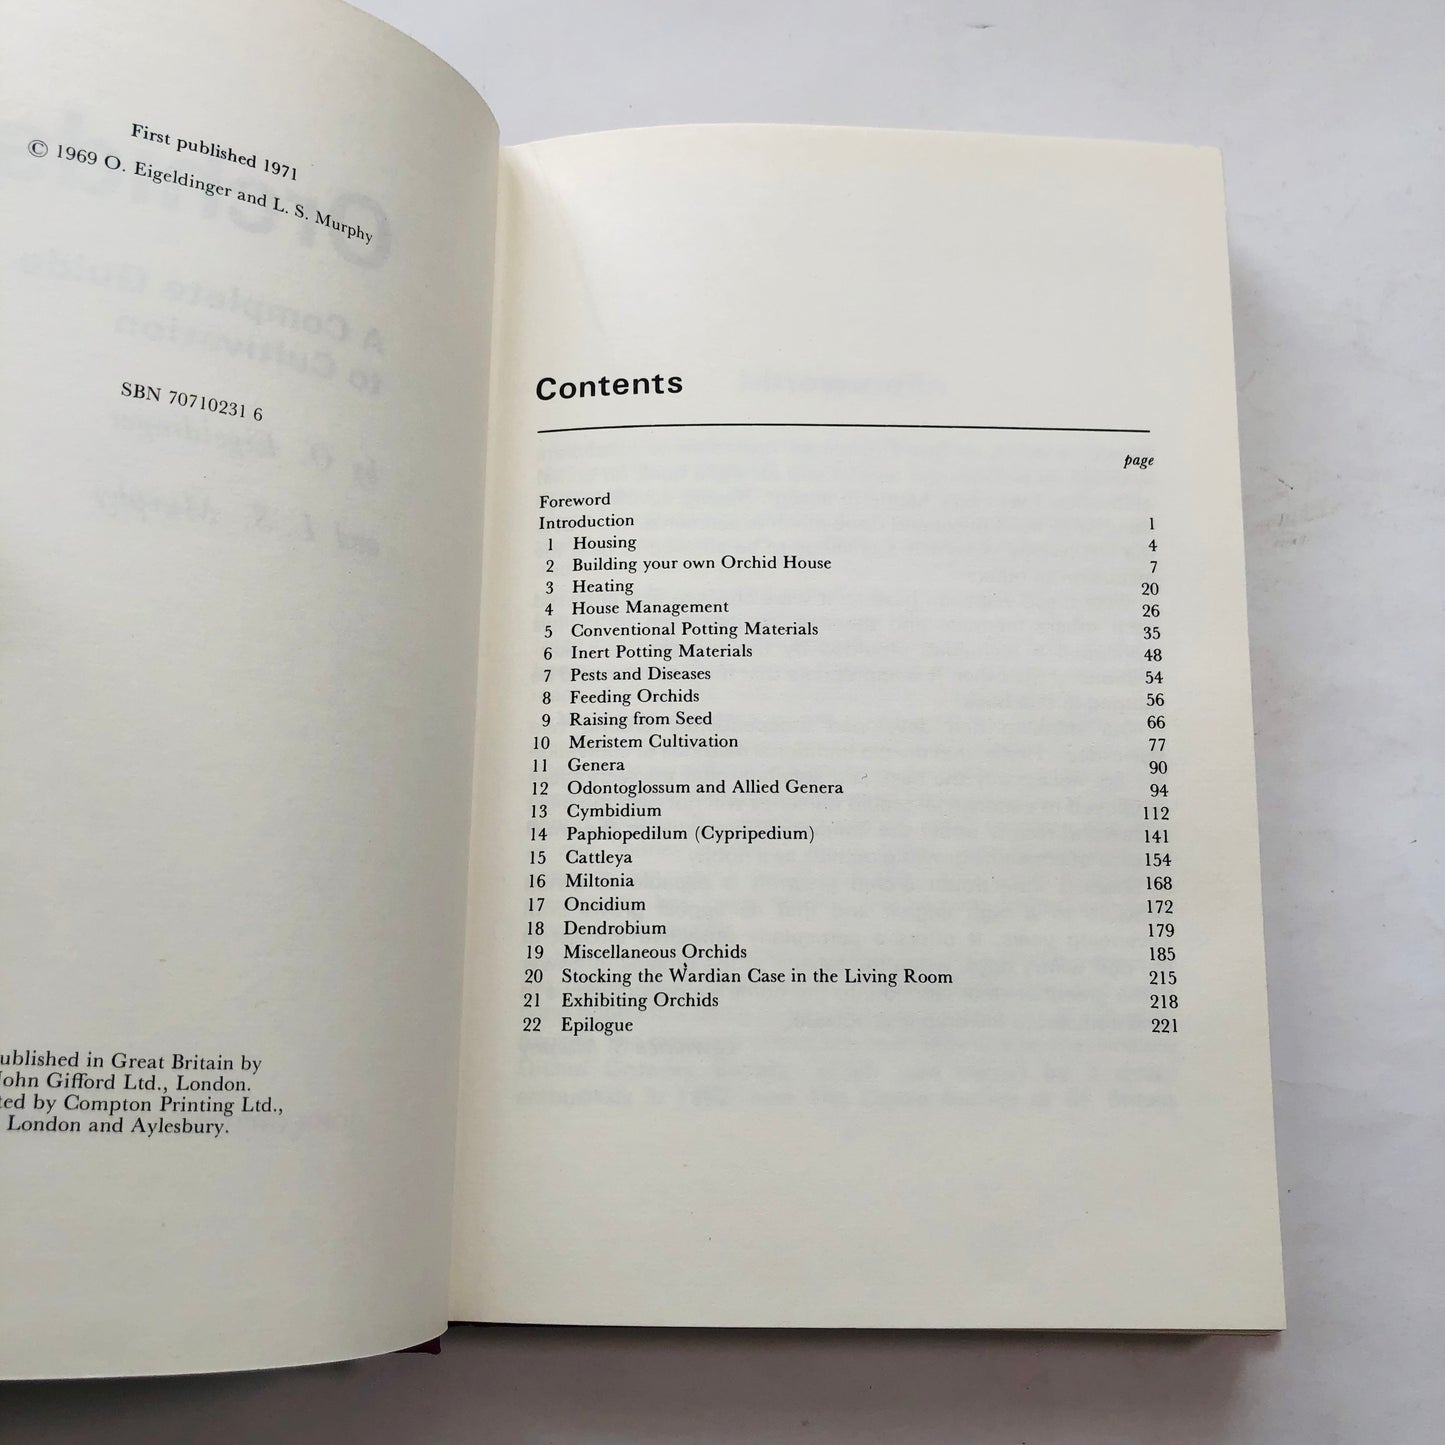 First published 1971
© 1969 O. Eigeldinger and L. S. Murphy
SBN 70710231 6
ublished in Great Britain by
ohn Gifford Ltd., London.
ted by Compton Printing Ltd.,
London and Aylesbury.
Contents
page
Foreword
Introduction 1
1 Housing 4
2 Building your own Orchid House 7
3 Heating 20
4 House Management 26
5 Conventional Potting Materials 35
6 Inert Potting Materials 48
7 Pests and Diseases 54
8 Feeding Orchids 56
9 Raising from Seed 66
10 Meristem Cultivation 77
11 Genera 90
12 Odontoglossum and Allied Genera 94
13 Cymbidium 112
14 Paphiopedilum (Cypripedium) 141
15 Cattleya 154
16 Miltonia 168
17 Oncidium 172
18 Dendrobium 179
19 Miscellaneous Orchids 185
20 Stocking the Wardian Case in the Living Room 215
21 Exhibiting Orchids 218
22 Epilogue 221